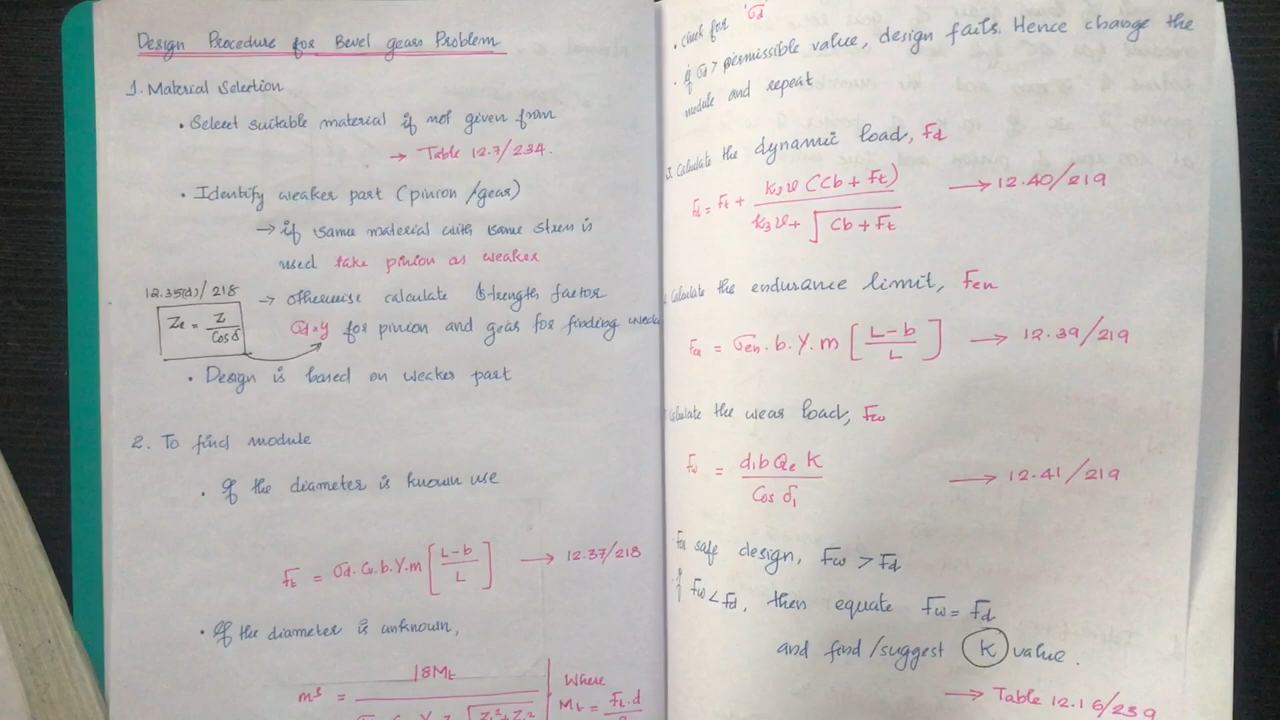 Design Procedure for Bevel gears Problem
1. Material Selection
• Select suitable material if not given from
→ Table 12.7/234.
• Identify weaker part (pinion/gear)
→ if same material with same stress is
used take pinion as weaker
12.35(d)/218
→ otherwise calculate strength factor
Ze = Z / Cos δ
σd×y for pinion and gear for finding
• Design is based on weaker part
2. To find module
• If the diameter is known use
Ft = σd. Cv. b. Y. m [L-b / L] → 12.37/218
• If the diameter is unknown,
18Mt
m³ =
Where
Mt = Ft.d
• check for 'σd'
• if σd > permissible value, design fails. Hence change the
module and repeat
Calculate the dynamic load, Fd
Fd = Ft + K3 v (Cb + Ft) / K3 v + √Cb + Ft → 12.40/219
Calculate the endurance limit, Fen
Fen = σen. b. Y. m [L-b / L] → 12.39/219
Calculate the wear load, Fw
Fw = d1 b Qe K / Cos δ1 → 12.41/219
For safe design, Fw > Fd
if Fw < Fd, then equate Fw = Fd
and find/suggest K value.
→ Table 12.16/239